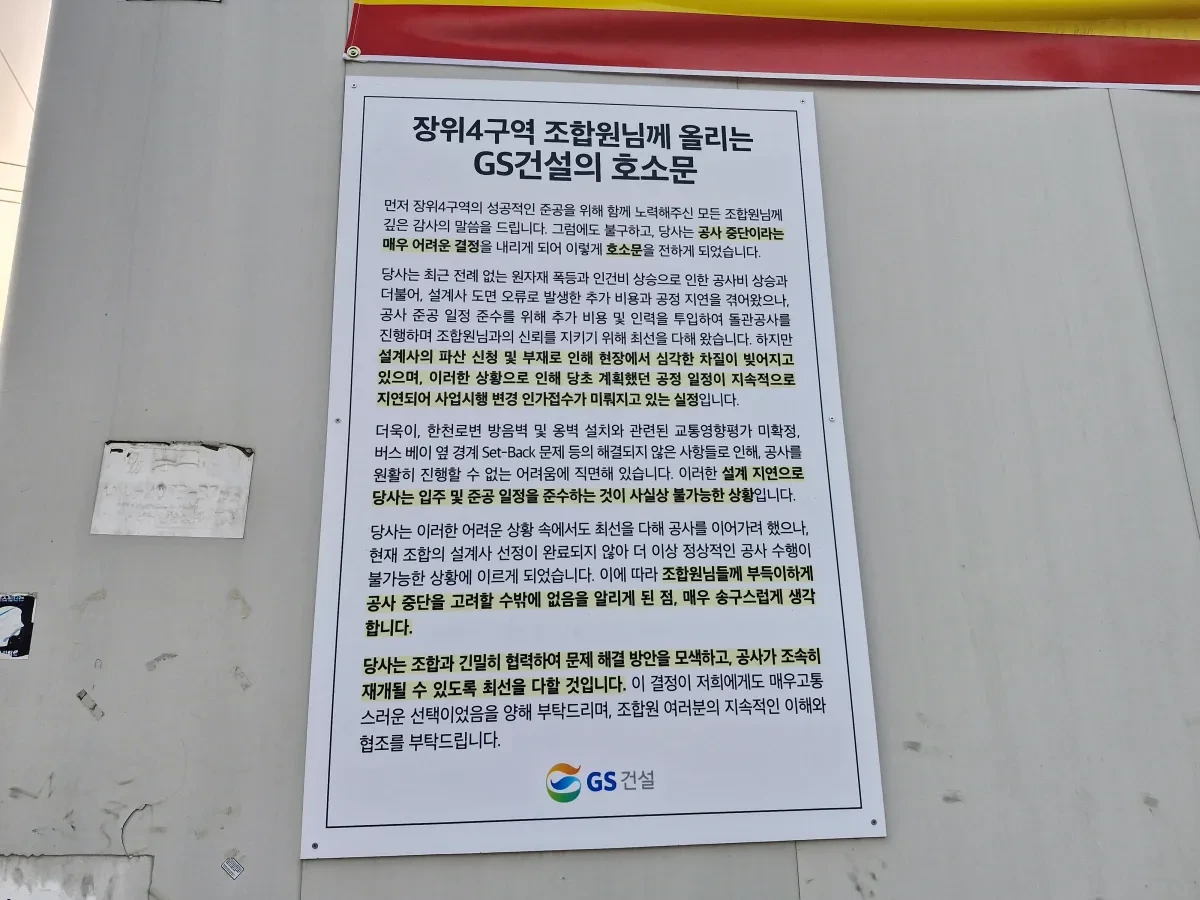 장위4구역 조합원님께 올리는
GS건설의 호소문
먼저 장위4구역의 성공적인 준공을 위해 함께 노력해주신 모든 조합원님께
깊은 감사의 말씀을 드립니다. 그럼에도 불구하고, 당사는 공사 중단이라는
매우 어려운 결정을 내리게 되어 이렇게 호소문을 전하게 되었습니다.
당사는 최근 전례 없는 원자재 폭등과 인건비 상승으로 인한 공사비 상승과
더불어, 설계사 도면 오류로 발생한 추가 비용과 공정 지연을 겪어왔으나,
공사 준공 일정 준수를 위해 추가 비용 및 인력을 투입하여 돌관공사를
진행하며 조합원님과의 신뢰를 지키기 위해 최선을 다해 왔습니다. 하지만
설계사의 파산 신청 및 부재로 인해 현장에서 심각한 차질이 빚어지고
있으며, 이러한 상황으로 인해 당초 계획했던 공정 일정이 지속적으로
지연되어 사업시행 변경 인가접수가 미뤄지고 있는 실정입니다.
더욱이, 한천로변 방음벽 및 옹벽 설치와 관련된 교통영향평가 미확정,
버스 베이 옆 경계 Set-Back 문제 등의 해결되지 않은 사항들로 인해, 공사를
원활히 진행할 수 없는 어려움에 직면해 있습니다. 이러한 설계 지연으로
당사는 입주 및 준공 일정을 준수하는 것이 사실상 불가능한 상황입니다.
당사는 이러한 어려운 상황 속에서도 최선을 다해 공사를 이어가려 했으나,
현재 조합의 설계사 선정이 완료되지 않아 더 이상 정상적인 공사 수행이
불가능한 상황에 이르게 되었습니다. 이에 따라 조합원님들께 부득이하게
공사 중단을 고려할 수밖에 없음을 알리게 된 점, 매우 송구스럽게 생각
합니다.
당사는 조합과 긴밀히 협력하여 문제 해결 방안을 모색하고, 공사가 조속히
재개될 수 있도록 최선을 다할 것입니다. 이 결정이 저희에게도 매우고통
스러운 선택이었음을 양해 부탁드리며, 조합원 여러분의 지속적인 이해와
협조를 부탁드립니다.
GS건설